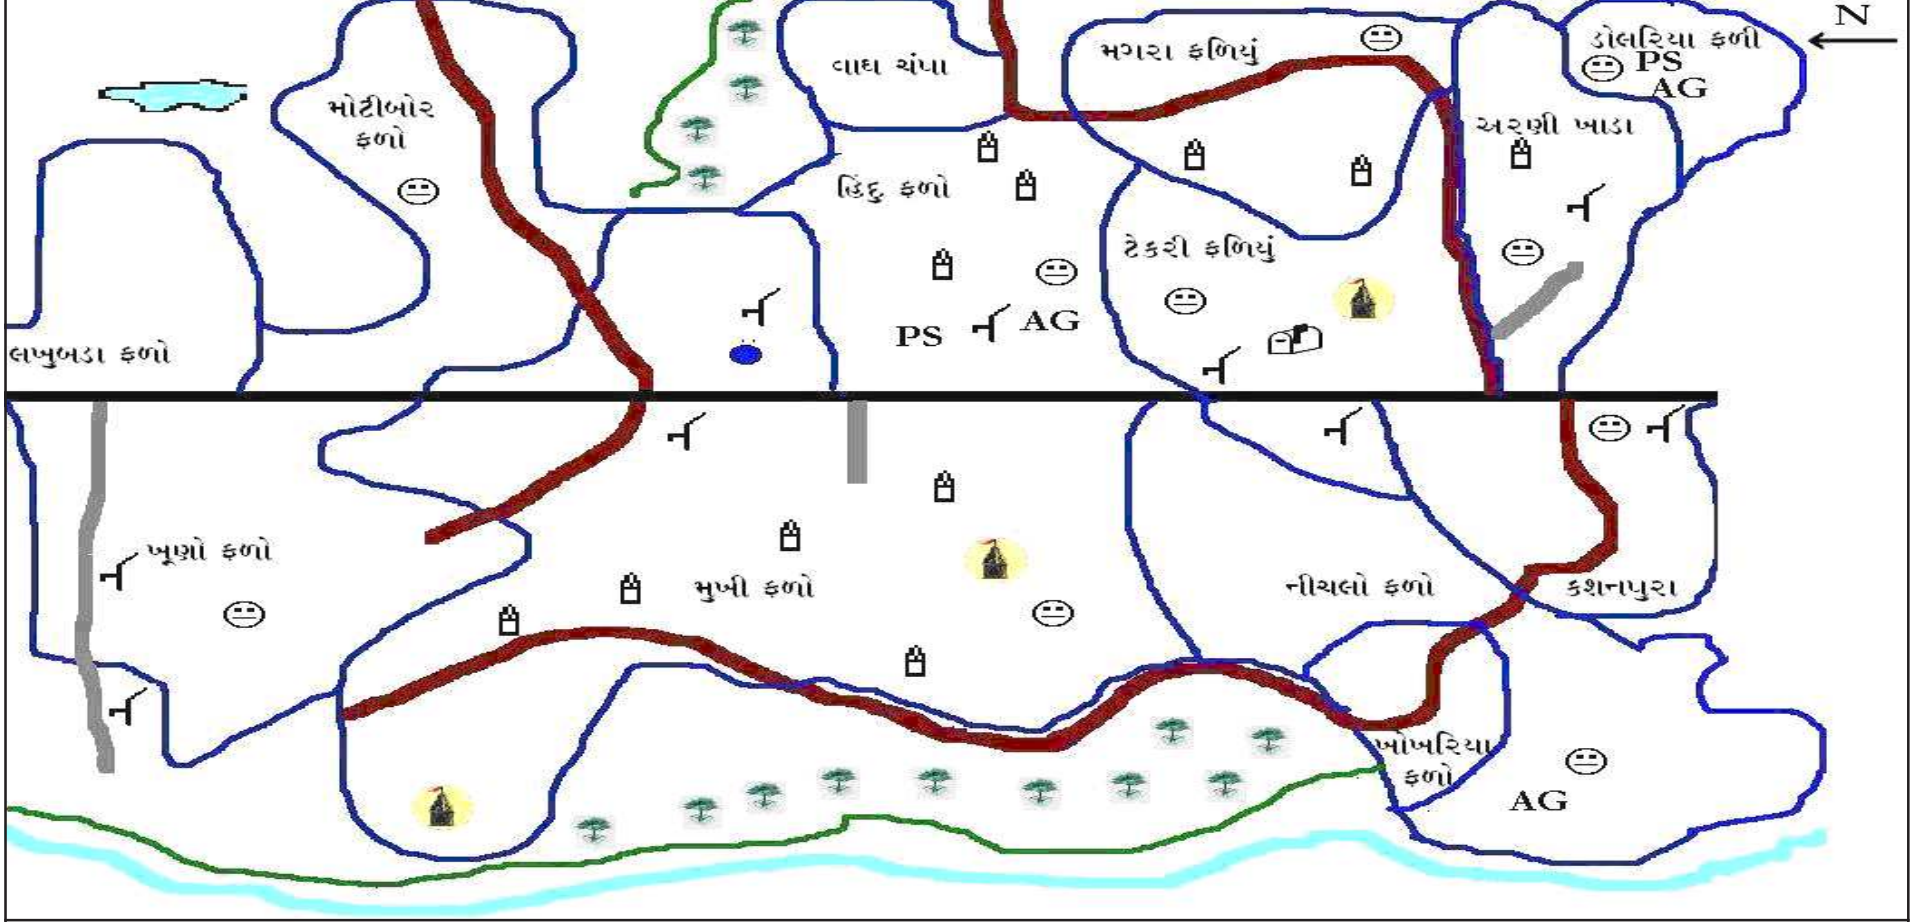 N
ડોલરિયા ફળી
PS
AG
મગરા ફળિયું
વાઘ ચંપા
મોટીબોર
ફળો
અરણી ખાડા
હિંદુ ફળો
ટેકરી ફળિયું
PS
AG
લખુબડા ફળો
ખૂણો ફળો
મુખી ફળો
નીચલો ફળો
કશનપુરા
ખોખરિયા
ફળો
AG